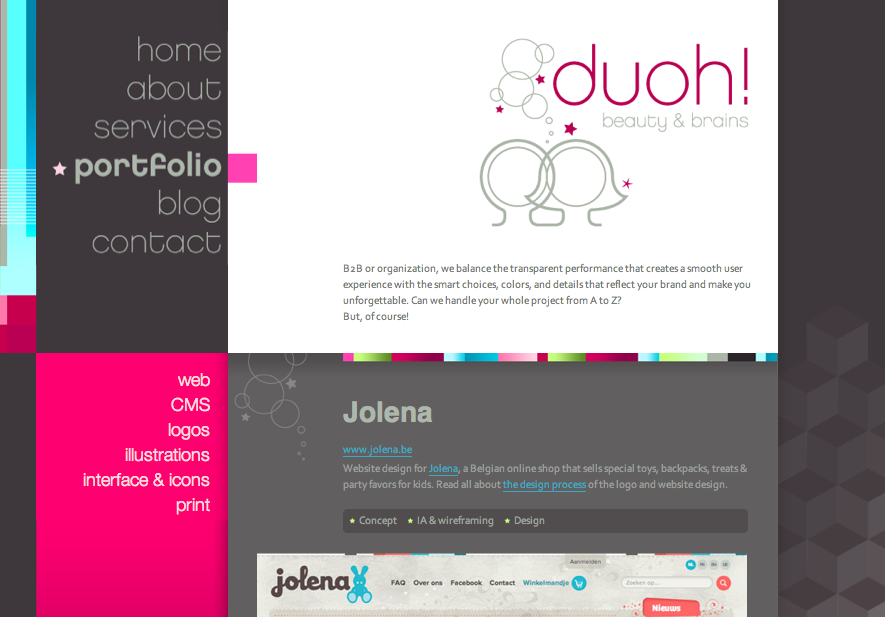 home
about
services
portfolio
blog
contact
duoh!
beauty & brains
B2B or organization, we balance the transparent performance that creates a smooth user
experience with the smart choices, colors, and details that reflect your brand and make you
unforgettable. Can we handle your whole project from A to Z?
But, of course!
web
CMS
logos
illustrations
interface & icons
print
Jolena
www.jolena.be
Website design for Jolena, a Belgian online shop that sells special toys, backpacks, treats &
party favors for kids. Read all about the design process of the logo and website design.
Concept IA & wireframing Design
Aanmelden
jolena FAQ Over ons Facebook Contact Winkelmandje Zoeken op...
Nieuws